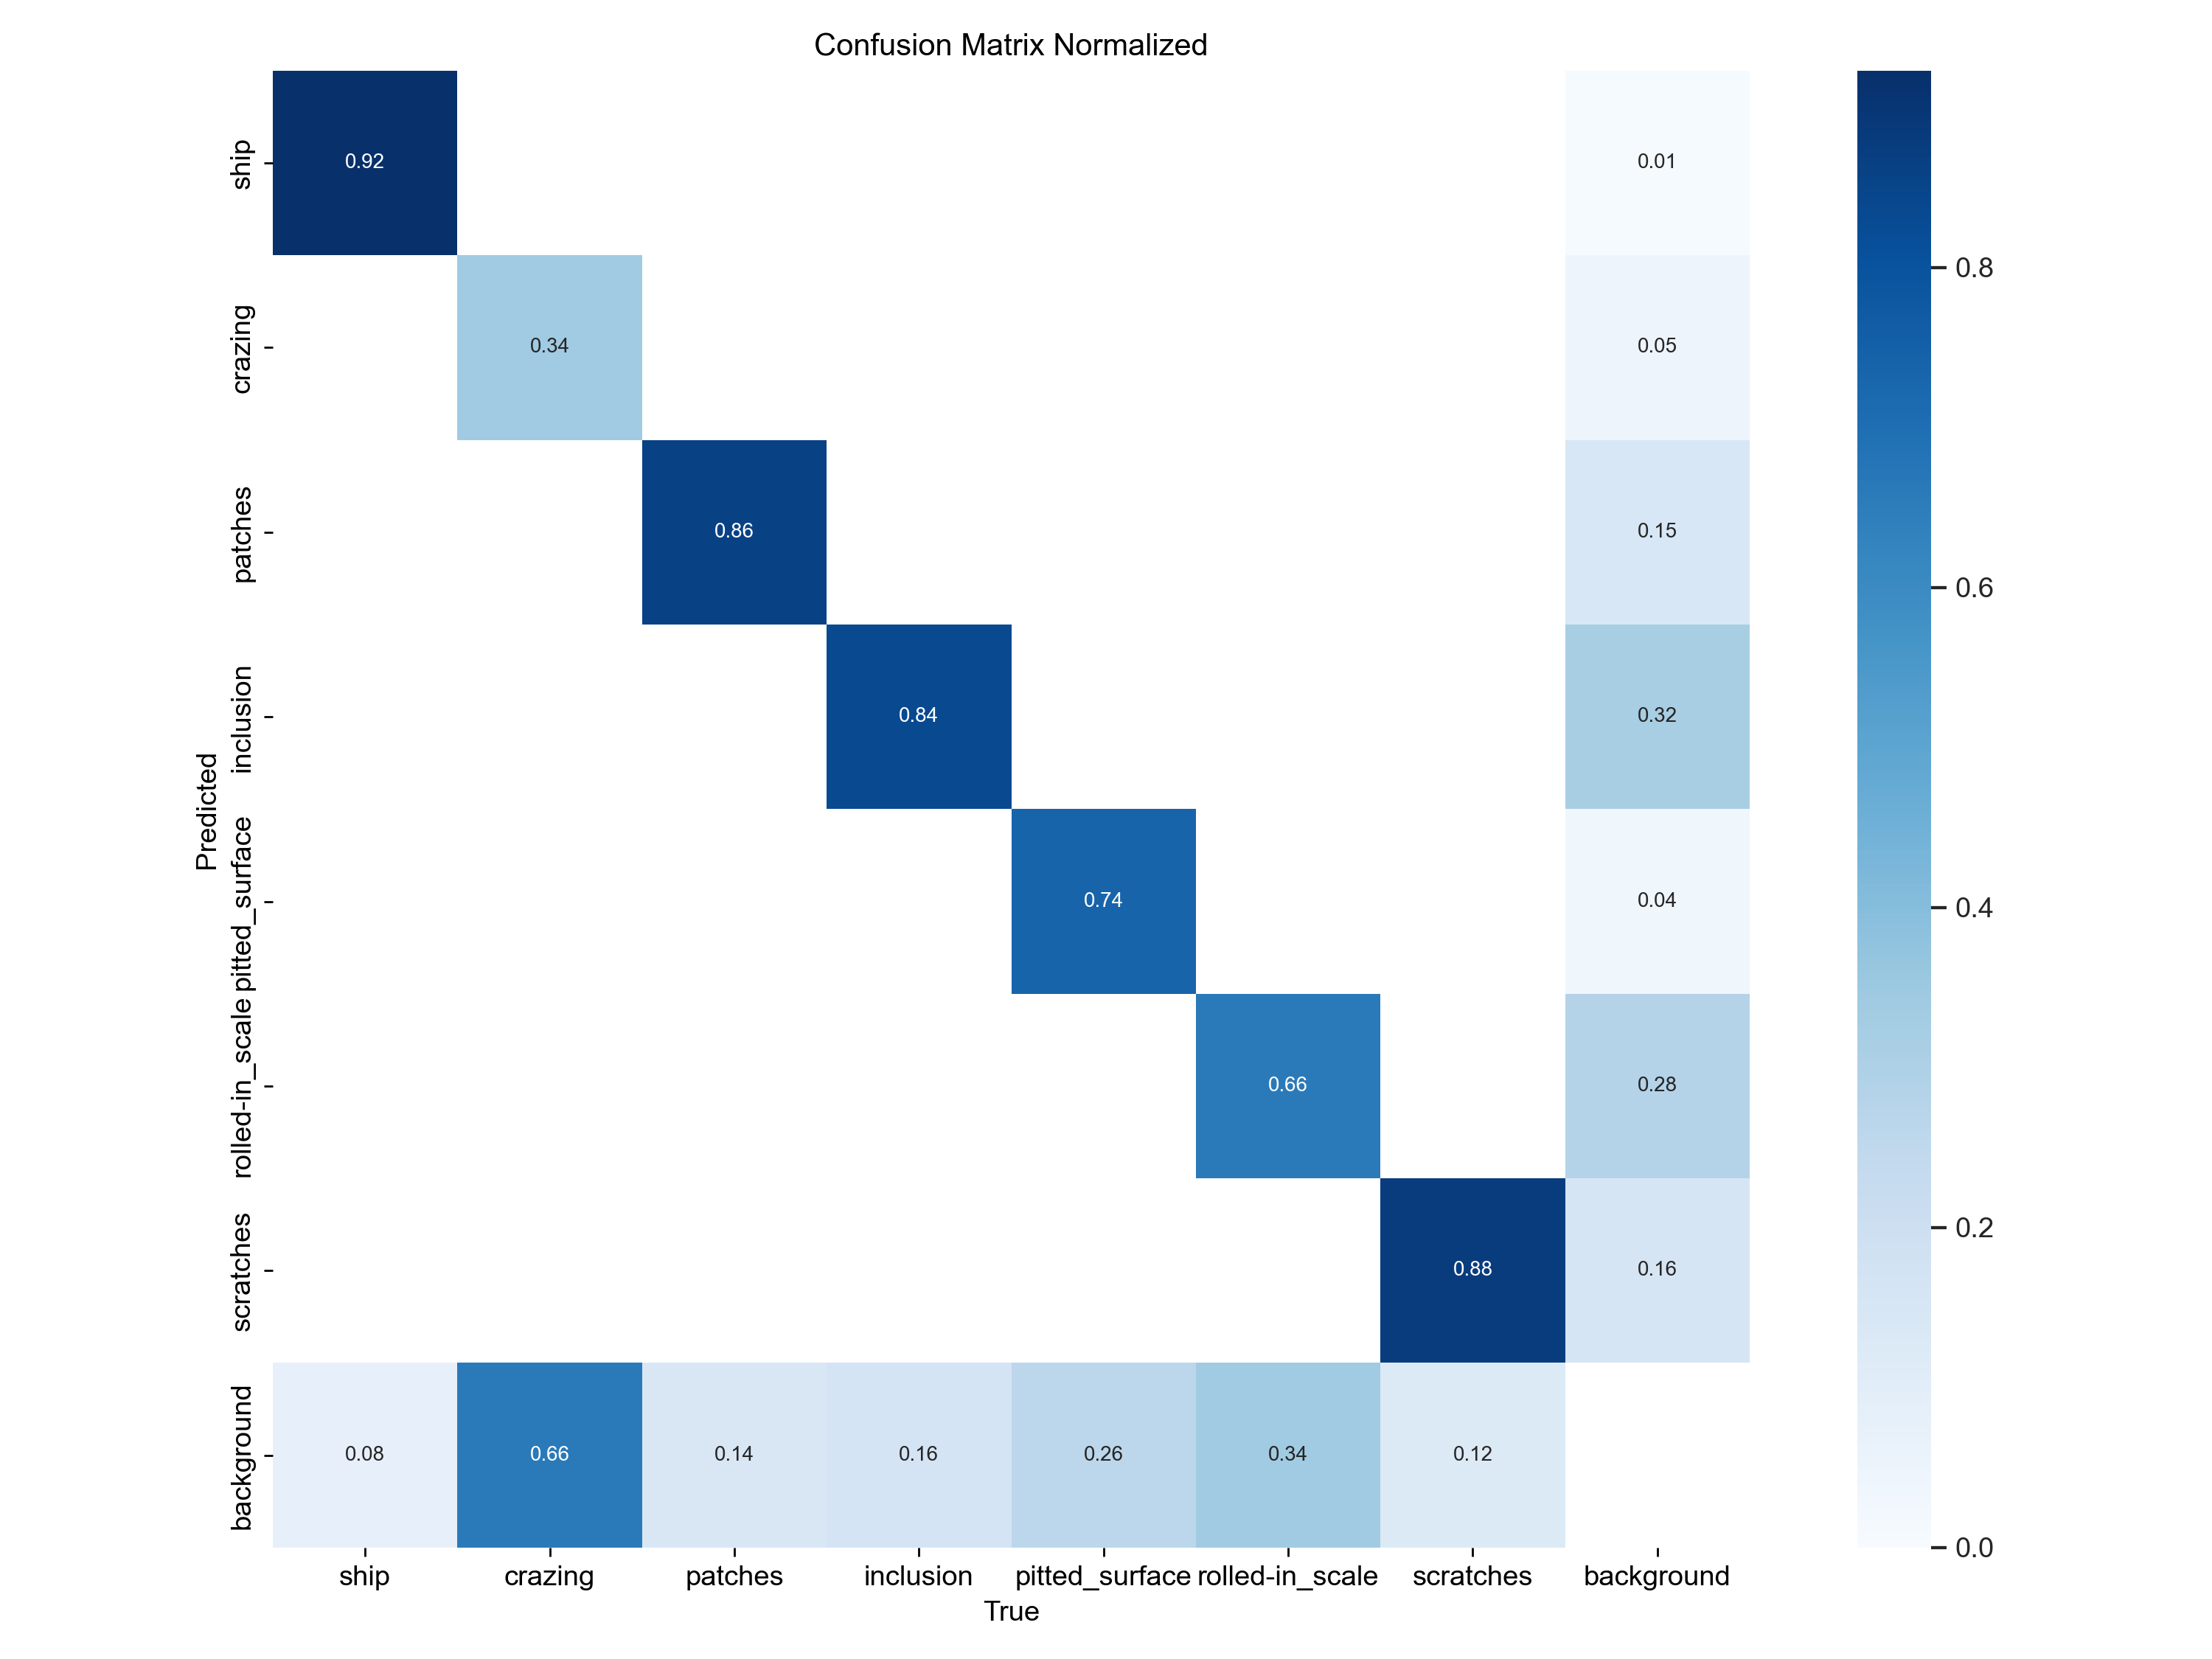 Confusion Matrix Normalized
ship
0.92
0.01
crazing
0.34
0.05
patches
0.86
0.15
inclusion
0.84
0.32
pitted_surface
0.74
0.04
rolled-in_scale
0.66
0.28
scratches
0.88
0.16
background
0.08 0.66 0.14 0.16 0.26 0.34 0.12
Predicted
ship crazing patches inclusion pitted_surface rolled-in_scale scratches background
True
0.8
0.6
0.4
0.2
0.0